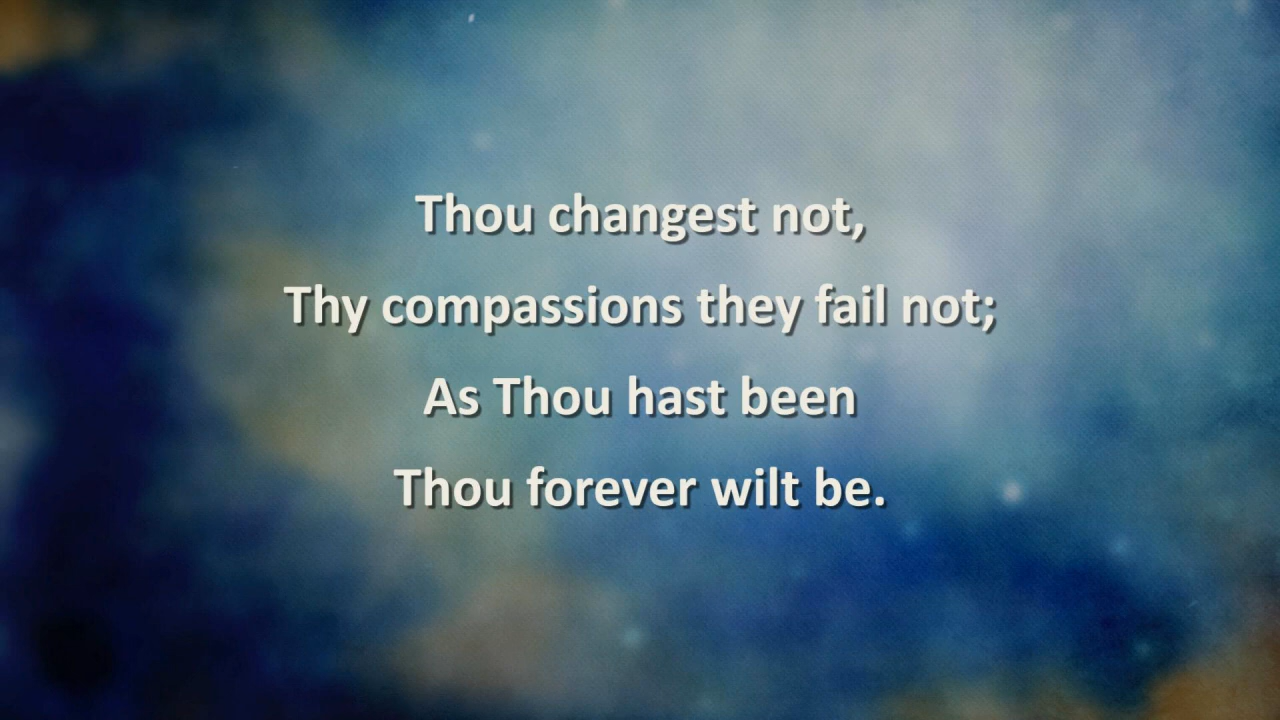 Thou changest not,
Thy compassions they fail not;
As Thou hast been
Thou forever wilt be.